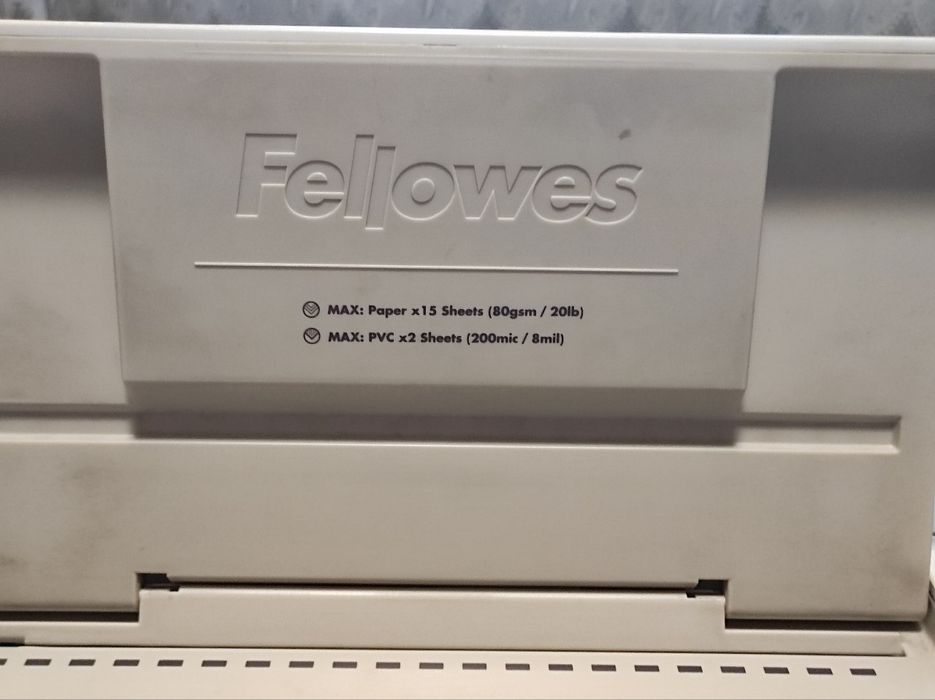 Fellowes
MAX: Paper x15 Sheets (80gsm / 20lb)
MAX: PVC x2 Sheets (200mic / 8mil)